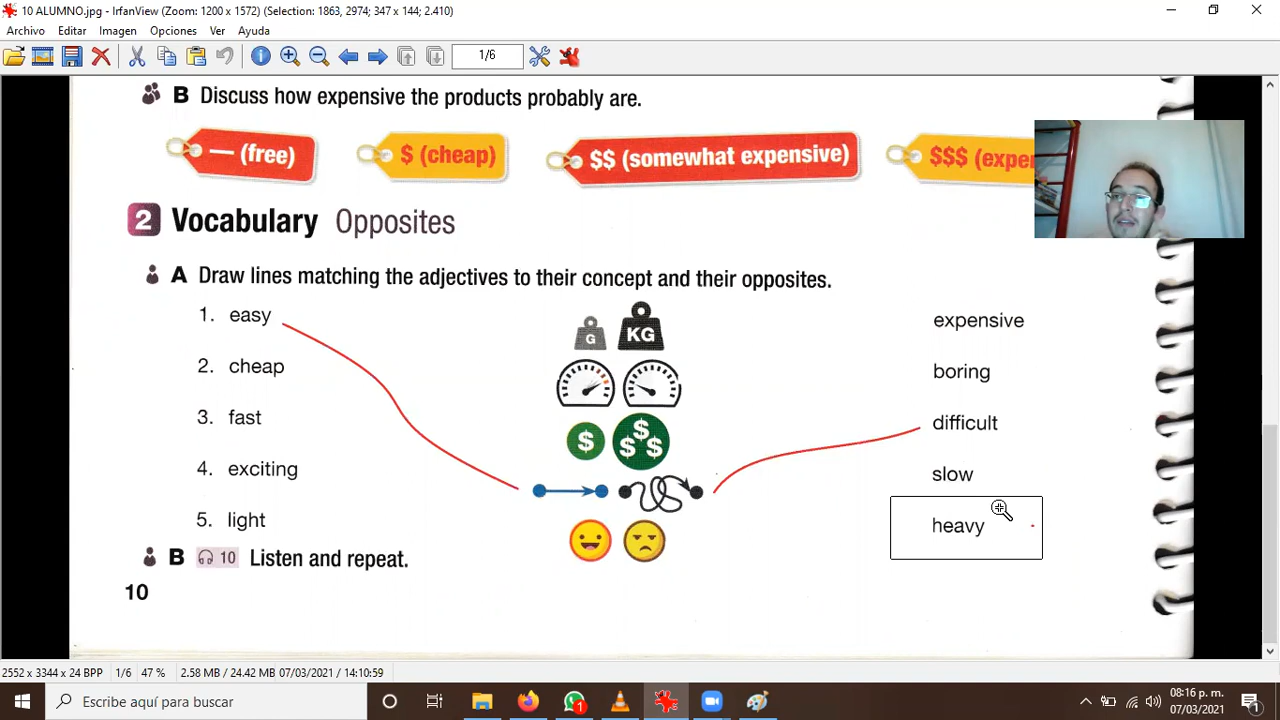 10 ALUMNO.jpg - IrfanView (Zoom: 1200 x 1572) (Selection: 1863, 2974; 347 x 144; 2.410)
Archivo Editar Imagen Opciones Ver Ayuda
1/6
B Discuss how expensive the products probably are.
— (free) $ (cheap) $$ (somewhat expensive) $$$ (expen
2 Vocabulary Opposites
A Draw lines matching the adjectives to their concept and their opposites.
1. easy G KG expensive
2. cheap boring
3. fast $ $ $ $ difficult
4. exciting slow
5. light heavy
B 10 Listen and repeat.
10
2552 x 3344 x 24 BPP 1/6 47 % 2.58 MB / 24.42 MB 07/03/2021 / 14:10:59
Escribe aquí para buscar 1 08:16 p. m.
07/03/2021 1